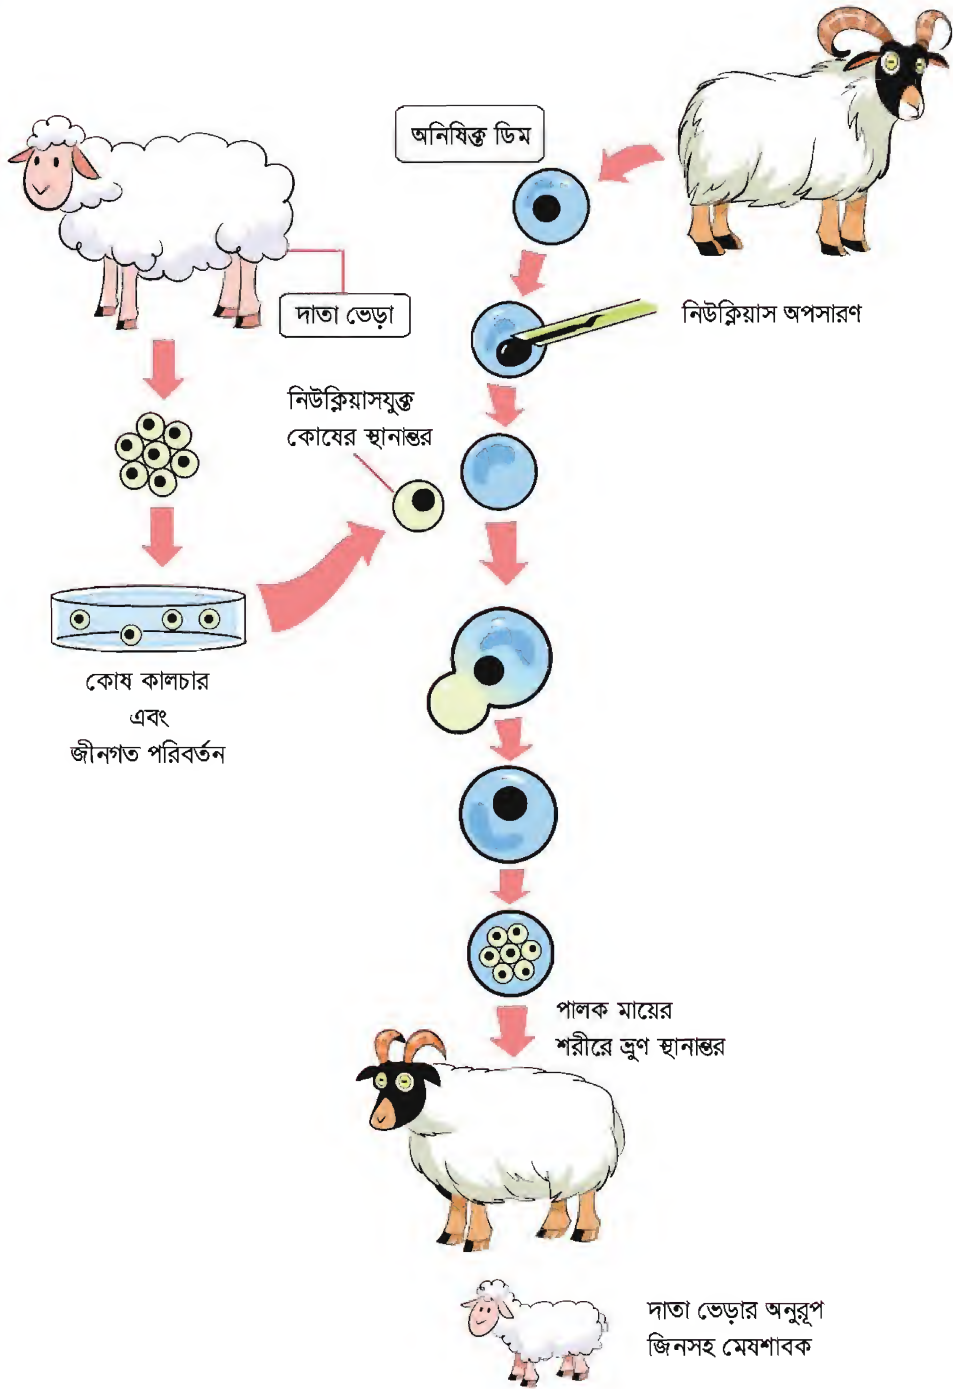 অনিষিক্ত ডিম
দাতা ভেড়া
নিউক্লিয়াস অপসারণ
নিউক্লিয়াসযুক্ত
কোষের স্থানান্তর
কোষ কালচার
এবং
জীনগত পরিবর্তন
পালক মায়ের
শরীরে ভ্রুণ স্থানান্তর
দাতা ভেড়ার অনুরূপ
জিনসহ মেষশাবক